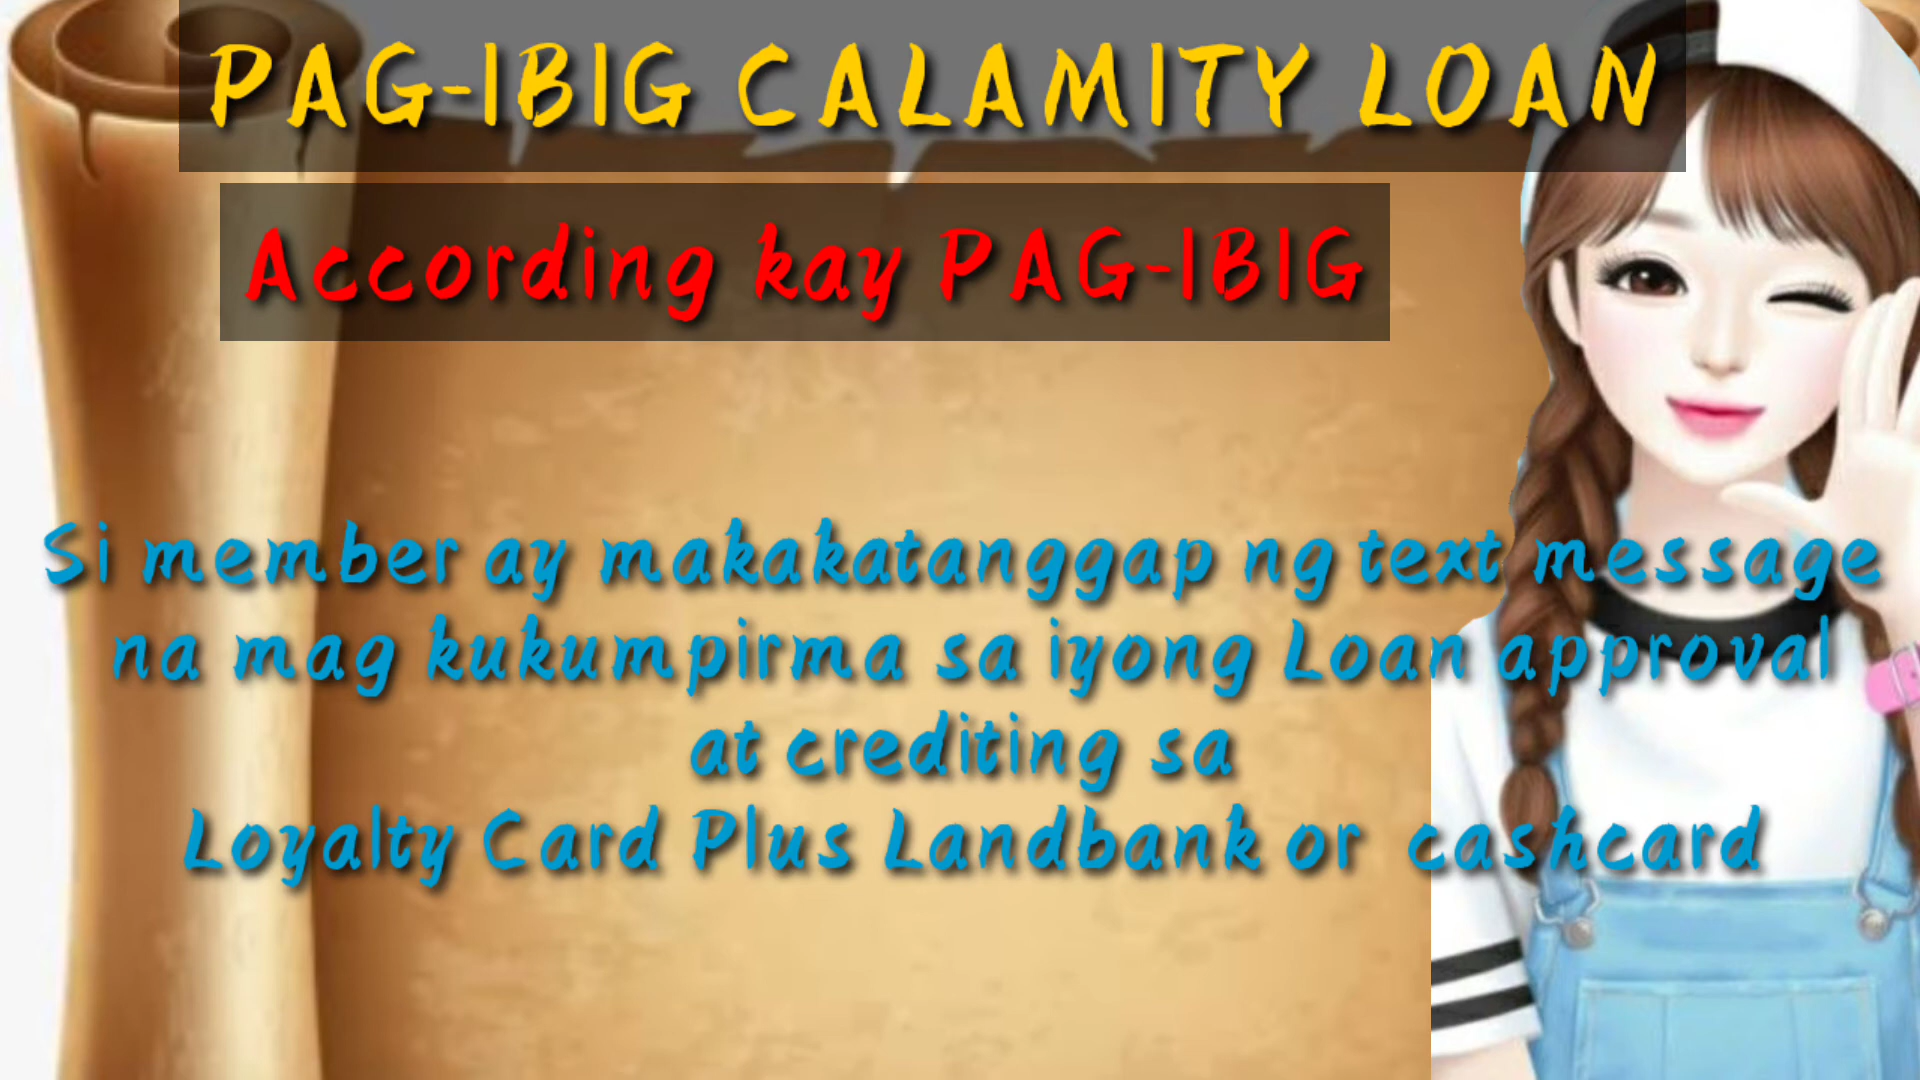 PAG-IBIG CALAMITY LOAN
According kay PAG-IBIG
Si member ay makakatanggap ng text message
na mag kukumpirma sa iyong Loan approval
at crediting sa
Loyalty Card Plus Landbank or cashcard